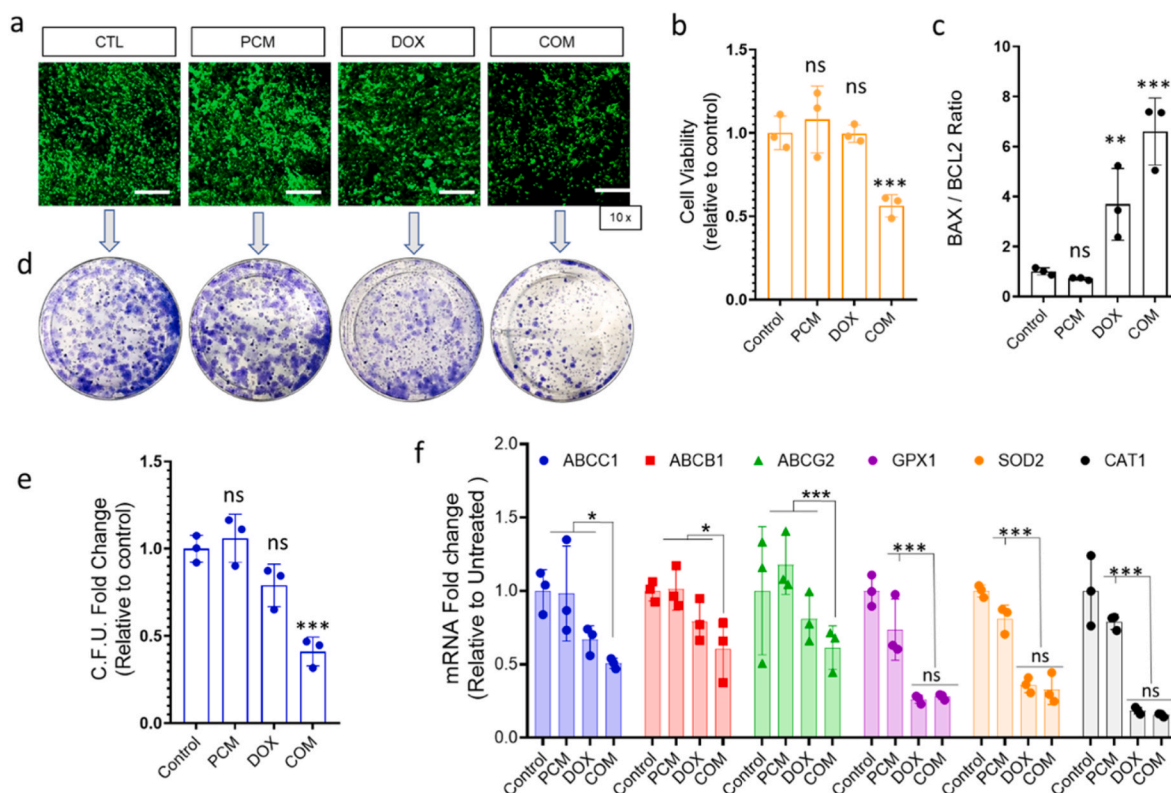 a
CTL
PCM
DOX
COM
10 x
b
Cell Viability
(relative to control)
1.5
1.0
0.5
0.0
ns
ns
***
Control
PCM
DOX
COM
c
BAX / BCL2 Ratio
10
8
6
4
2
0
ns
**
***
Control
PCM
DOX
COM
d
e
C.F.U. Fold Change
(Relative to control)
1.5
1.0
0.5
0.0
ns
ns
***
Control
PCM
DOX
COM
f
mRNA Fold change
(Relative to Untreated )
2.0
1.5
1.0
0.5
0.0
ABCC1
ABCB1
ABCG2
GPX1
SOD2
CAT1
*
*
***
***
ns
***
ns
***
ns
Control
PCM
DOX
COM
Control
PCM
DOX
COM
Control
PCM
DOX
COM
Control
PCM
DOX
COM
Control
PCM
DOX
COM
Control
PCM
DOX
COM